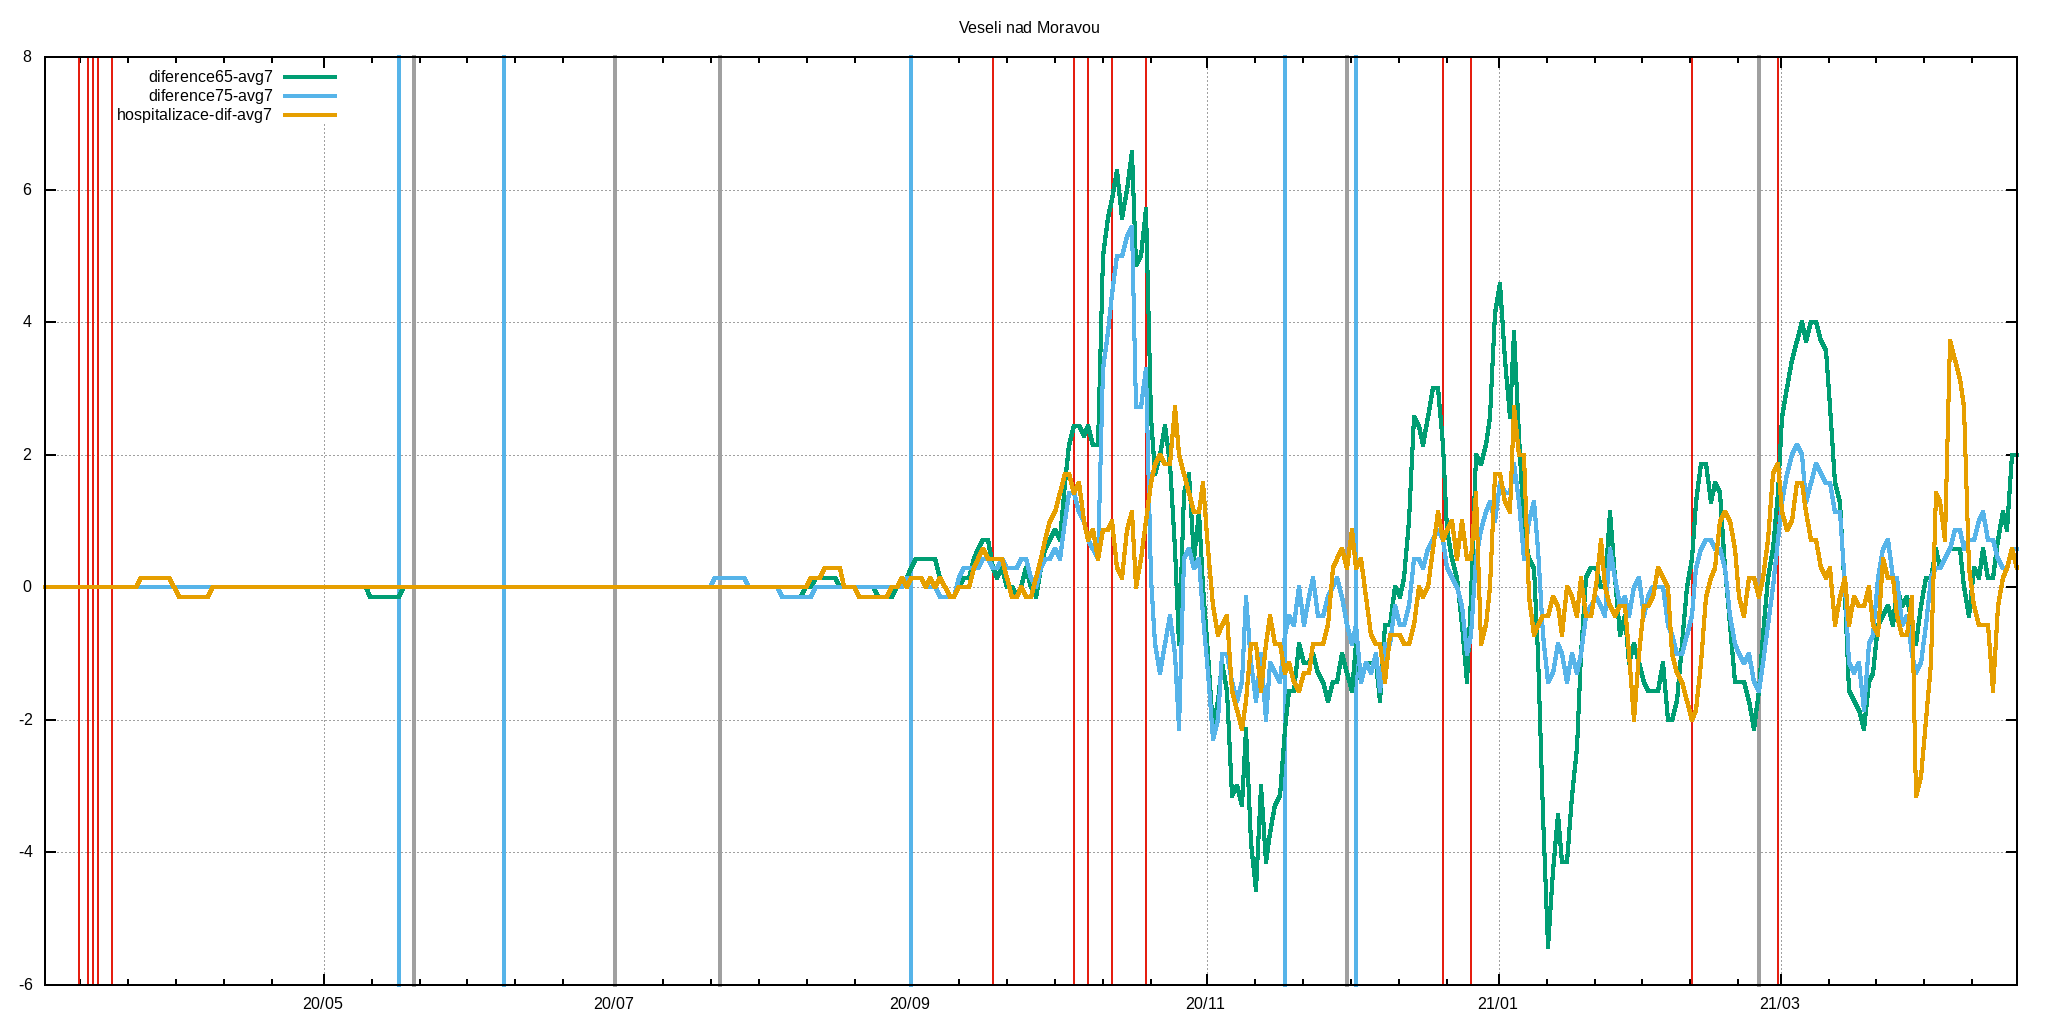 Veseli nad Moravou
8
6
4
2
0
-2
-4
-6
diference65-avg7
diference75-avg7
hospitalizace-dif-avg7
20/05 20/07 20/09 20/11 21/01 21/03